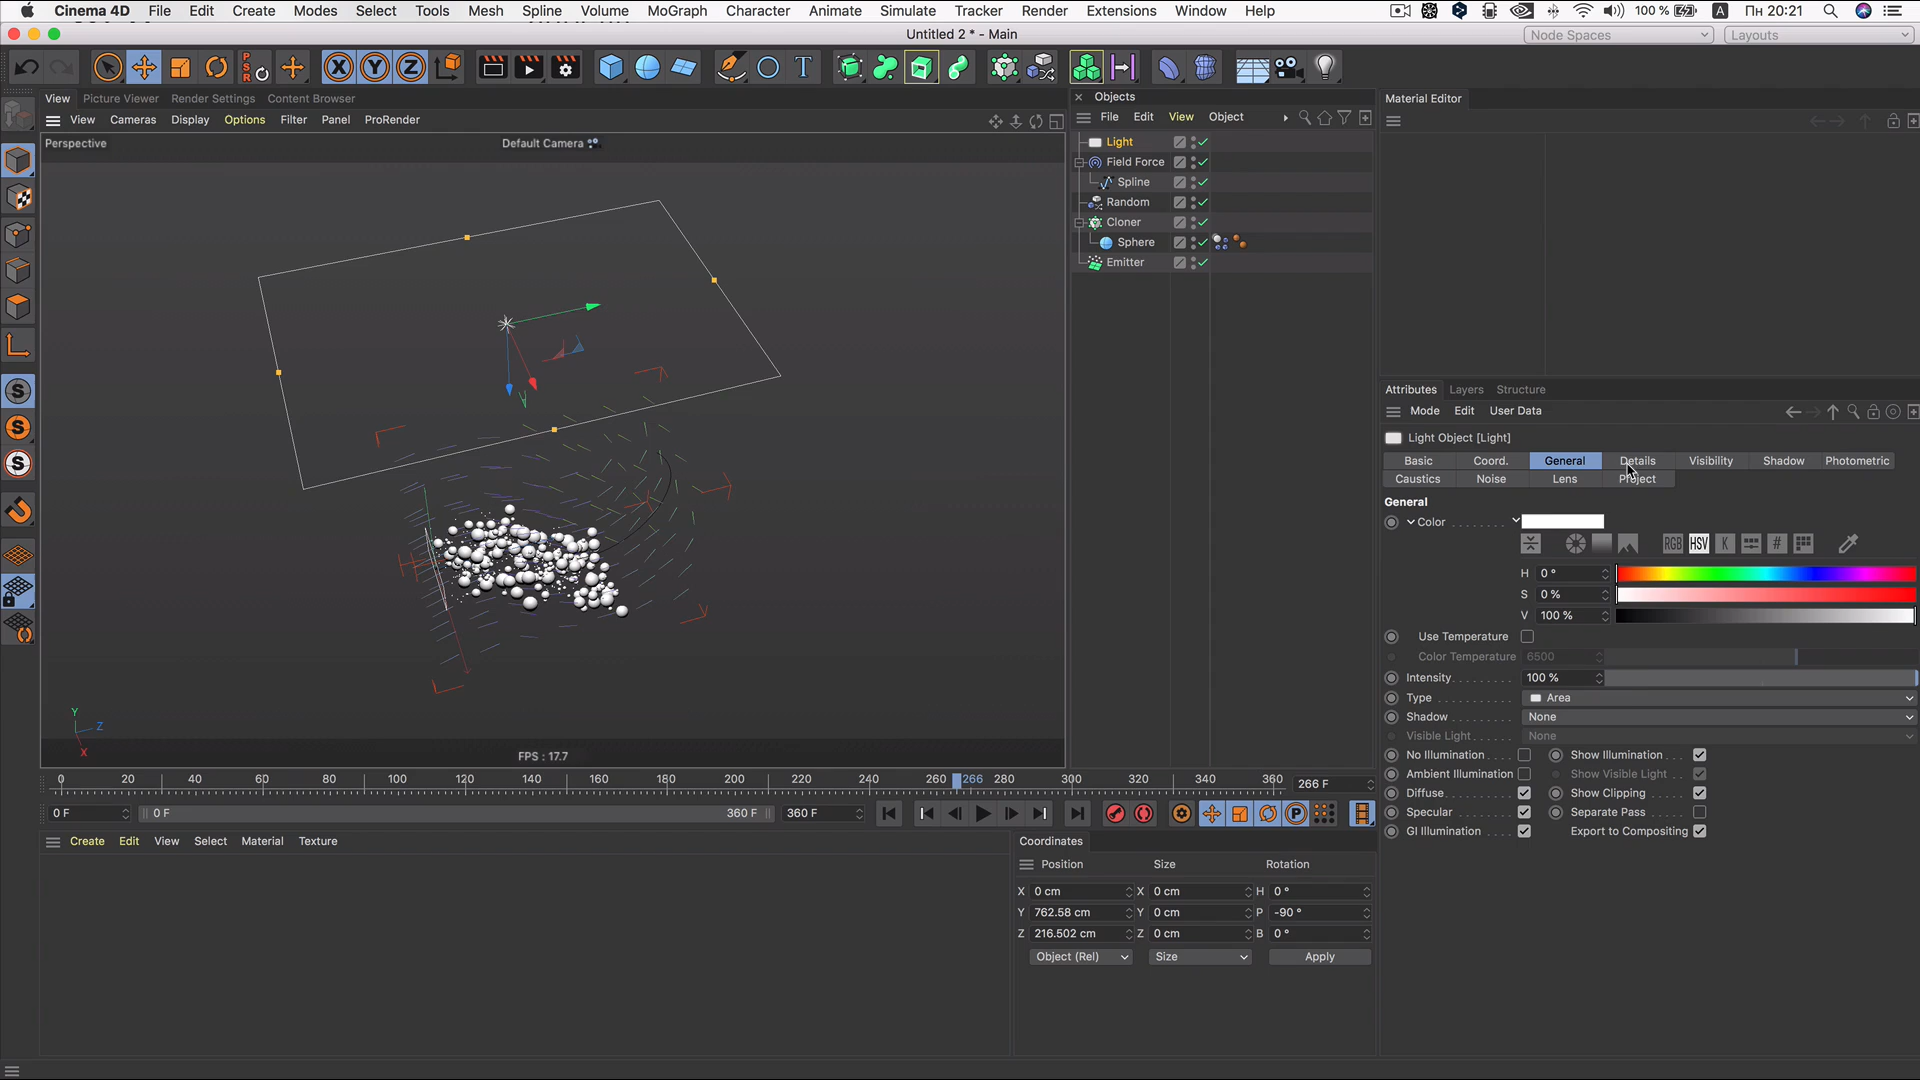 Cinema 4D File Edit Create Modes Select Tools Mesh Spline Volume MoGraph Character Animate Simulate Tracker Render Extensions Window Help 100 % A Пн 20:21
Untitled 2 * - Main Node Spaces Layouts
PSR
X Y Z T
View Picture Viewer Render Settings Content Browser
View Cameras Display Options Filter Panel ProRender
Perspective Default Camera
Y
Z
X
FPS : 17.7
Objects
File Edit View Object
Light
Field Force
Spline
Random
Cloner
Sphere
Emitter
Material Editor
Attributes Layers Structure
Mode Edit User Data
Light Object [Light]
Basic Coord. General Details Visibility Shadow Photometric
Caustics Noise Lens Project
General
Color
RGB HSV K #
H 0 °
S 0 %
V 100 %
Use Temperature
Color Temperature 6500
Intensity 100 %
Type Area
Shadow None
Visible Light None
No Illumination Show Illumination
Ambient Illumination Show Visible Light
Diffuse Show Clipping
Specular Separate Pass
GI Illumination Export to Compositing
0 20 40 60 80 100 120 140 160 180 200 220 240 260 266 280 300 320 340 360 266 F
0 F 0 F 360 F 360 F P
Create Edit View Select Material Texture
Coordinates
Position Size Rotation
X 0 cm X 0 cm H 0 °
Y 762.58 cm Y 0 cm P -90 °
Z 216.502 cm Z 0 cm B 0 °
Object (Rel) Size Apply